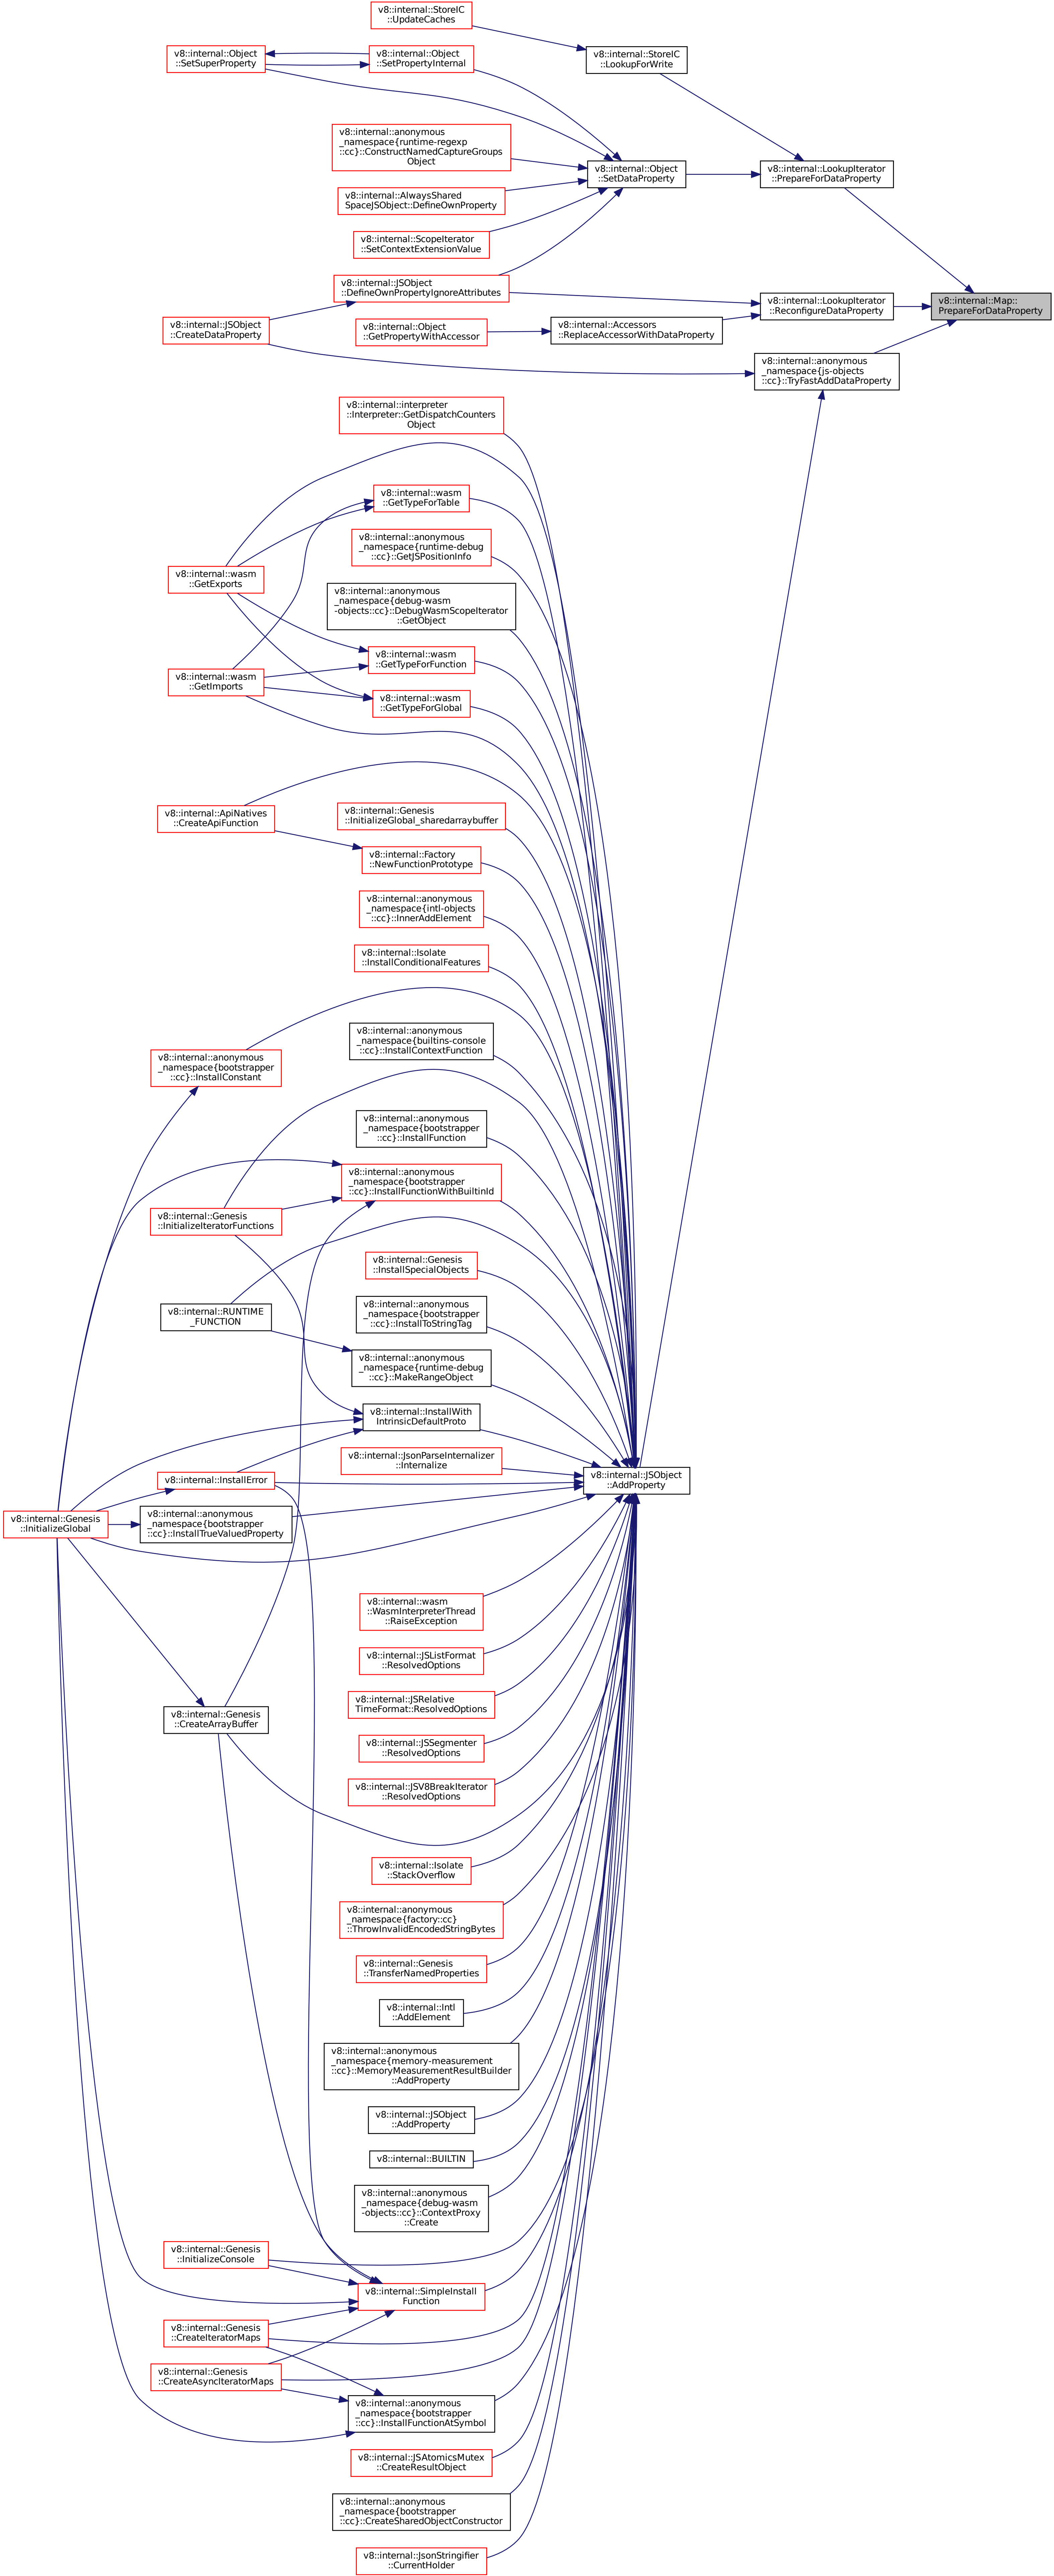 v8::internal::StoreIC
::UpdateCaches
v8::internal::Object
::SetSuperProperty
v8::internal::Object
::SetPropertyInternal
v8::internal::StoreIC
::LookupForWrite
v8::internal::anonymous
_namespace{runtime-regexp
::cc}::ConstructNamedCaptureGroups
Object
v8::internal::Object
::SetDataProperty
v8::internal::LookupIterator
::PrepareForDataProperty
v8::internal::AlwaysShared
SpaceJSObject::DefineOwnProperty
v8::internal::ScopeIterator
::SetContextExtensionValue
v8::internal::JSObject
::DefineOwnPropertyIgnoreAttributes
v8::internal::LookupIterator
::ReconfigureDataProperty
v8::internal::Map::
PrepareForDataProperty
v8::internal::JSObject
::CreateDataProperty
v8::internal::Object
::GetPropertyWithAccessor
v8::internal::Accessors
::ReplaceAccessorWithDataProperty
v8::internal::anonymous
_namespace{js-objects
::cc}::TryFastAddDataProperty
v8::internal::interpreter
::Interpreter::GetDispatchCounters
Object
v8::internal::wasm
::GetTypeForTable
v8::internal::anonymous
_namespace{runtime-debug
::cc}::GetJSPositionInfo
v8::internal::wasm
::GetExports
v8::internal::anonymous
_namespace{debug-wasm
-objects::cc}::DebugWasmScopeIterator
::GetObject
v8::internal::wasm
::GetTypeForFunction
v8::internal::wasm
::GetImports
v8::internal::wasm
::GetTypeForGlobal
v8::internal::ApiNatives
::CreateApiFunction
v8::internal::Genesis
::InitializeGlobal_sharedarraybuffer
v8::internal::Factory
::NewFunctionPrototype
v8::internal::anonymous
_namespace{intl-objects
::cc}::InnerAddElement
v8::internal::Isolate
::InstallConditionalFeatures
v8::internal::anonymous
_namespace{builtins-console
::cc}::InstallContextFunction
v8::internal::anonymous
_namespace{bootstrapper
::cc}::InstallConstant
v8::internal::anonymous
_namespace{bootstrapper
::cc}::InstallFunction
v8::internal::anonymous
_namespace{bootstrapper
::cc}::InstallFunctionWithBuiltinId
v8::internal::Genesis
::InitializeIteratorFunctions
v8::internal::Genesis
::InstallSpecialObjects
v8::internal::RUNTIME
_FUNCTION
v8::internal::anonymous
_namespace{bootstrapper
::cc}::InstallToStringTag
v8::internal::anonymous
_namespace{runtime-debug
::cc}::MakeRangeObject
v8::internal::InstallWith
IntrinsicDefaultProto
v8::internal::JsonParseInternalizer
::Internalize
v8::internal::JSObject
::AddProperty
v8::internal::InstallError
v8::internal::Genesis
::InitializeGlobal
v8::internal::anonymous
_namespace{bootstrapper
::cc}::InstallTrueValuedProperty
v8::internal::wasm
::WasmInterpreterThread
::RaiseException
v8::internal::JSListFormat
::ResolvedOptions
v8::internal::JSRelative
TimeFormat::ResolvedOptions
v8::internal::Genesis
::CreateArrayBuffer
v8::internal::JSSegmenter
::ResolvedOptions
v8::internal::JSV8BreakIterator
::ResolvedOptions
v8::internal::Isolate
::StackOverflow
v8::internal::anonymous
_namespace{factory::cc}
::ThrowInvalidEncodedStringBytes
v8::internal::Genesis
::TransferNamedProperties
v8::internal::Intl
::AddElement
v8::internal::anonymous
_namespace{memory-measurement
::cc}::MemoryMeasurementResultBuilder
::AddProperty
v8::internal::JSObject
::AddProperty
v8::internal::BUILTIN
v8::internal::anonymous
_namespace{debug-wasm
-objects::cc}::ContextProxy
::Create
v8::internal::Genesis
::InitializeConsole
v8::internal::SimpleInstall
Function
v8::internal::Genesis
::CreateIteratorMaps
v8::internal::Genesis
::CreateAsyncIteratorMaps
v8::internal::anonymous
_namespace{bootstrapper
::cc}::InstallFunctionAtSymbol
v8::internal::JSAtomicsMutex
::CreateResultObject
v8::internal::anonymous
_namespace{bootstrapper
::cc}::CreateSharedObjectConstructor
v8::internal::JsonStringifier
::CurrentHolder